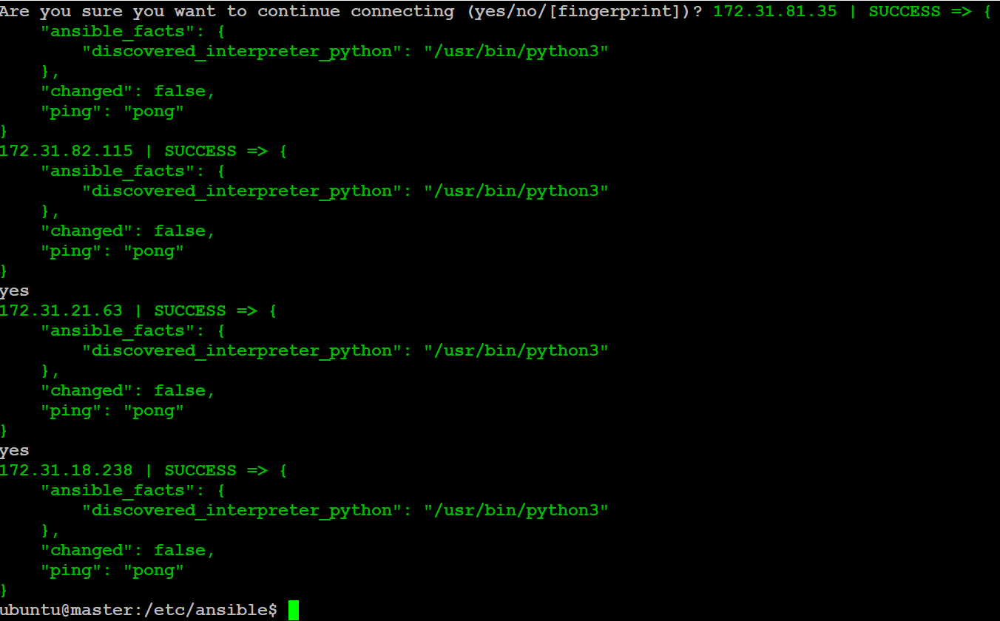 Are you sure you want to continue connecting (yes/no/[fingerprint])? 172.31.81.35 | SUCCESS => {
    "ansible_facts": {
        "discovered_interpreter_python": "/usr/bin/python3"
    },
    "changed": false,
    "ping": "pong"
}
172.31.82.115 | SUCCESS => {
    "ansible_facts": {
        "discovered_interpreter_python": "/usr/bin/python3"
    },
    "changed": false,
    "ping": "pong"
}
yes
172.31.21.63 | SUCCESS => {
    "ansible_facts": {
        "discovered_interpreter_python": "/usr/bin/python3"
    },
    "changed": false,
    "ping": "pong"
}
yes
172.31.18.238 | SUCCESS => {
    "ansible_facts": {
        "discovered_interpreter_python": "/usr/bin/python3"
    },
    "changed": false,
    "ping": "pong"
}
ubuntu@master:/etc/ansible$